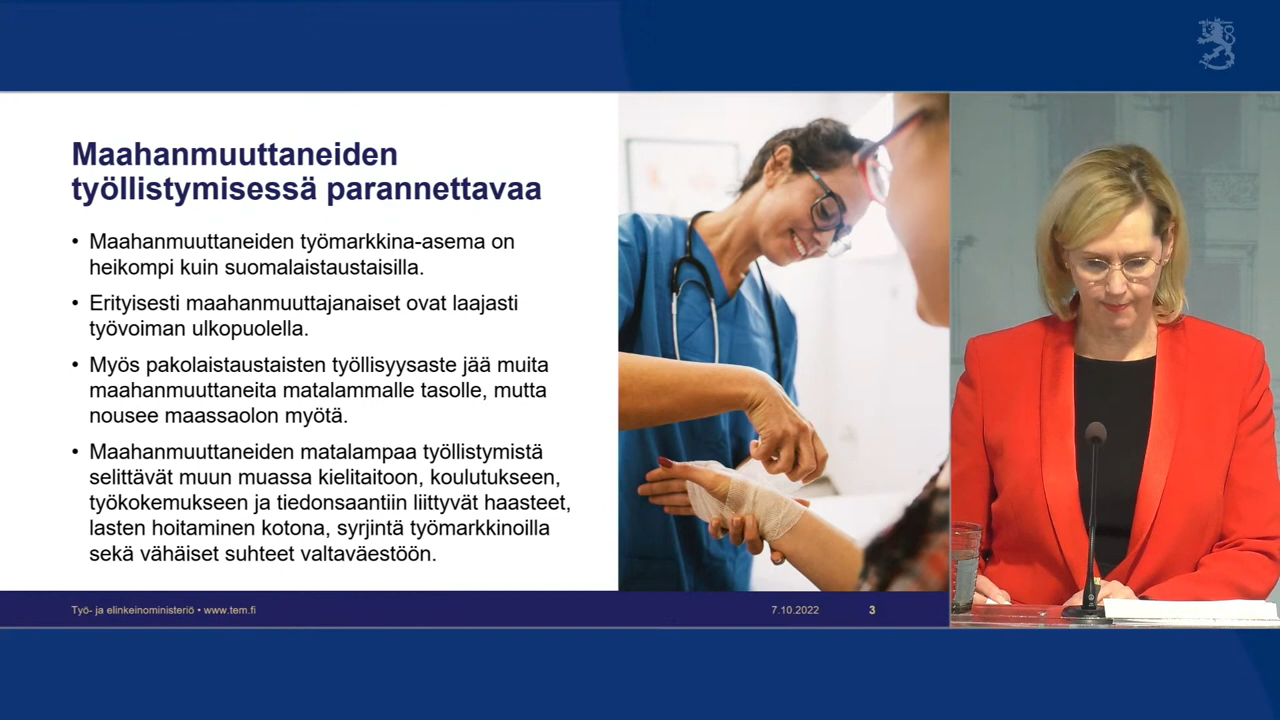 Maahanmuuttaneiden
työllistymisessä parannettavaa
• Maahanmuuttaneiden työmarkkina-asema on
heikompi kuin suomalaistaustaisilla.
• Erityisesti maahanmuuttajanaiset ovat laajasti
työvoiman ulkopuolella.
• Myös pakolaistaustaisten työllisyysaste jää muita
maahanmuuttaneita matalammalle tasolle, mutta
nousee maassaolon myötä.
• Maahanmuuttaneiden matalampaa työllistymistä
selittävät muun muassa kielitaitoon, koulutukseen,
työkokemukseen ja tiedonsaantiin liittyvät haasteet,
lasten hoitaminen kotona, syrjintä työmarkkinoilla
sekä vähäiset suhteet valtaväestöön.
Työ- ja elinkeinoministeriö • www.tem.fi
7.10.2022
3